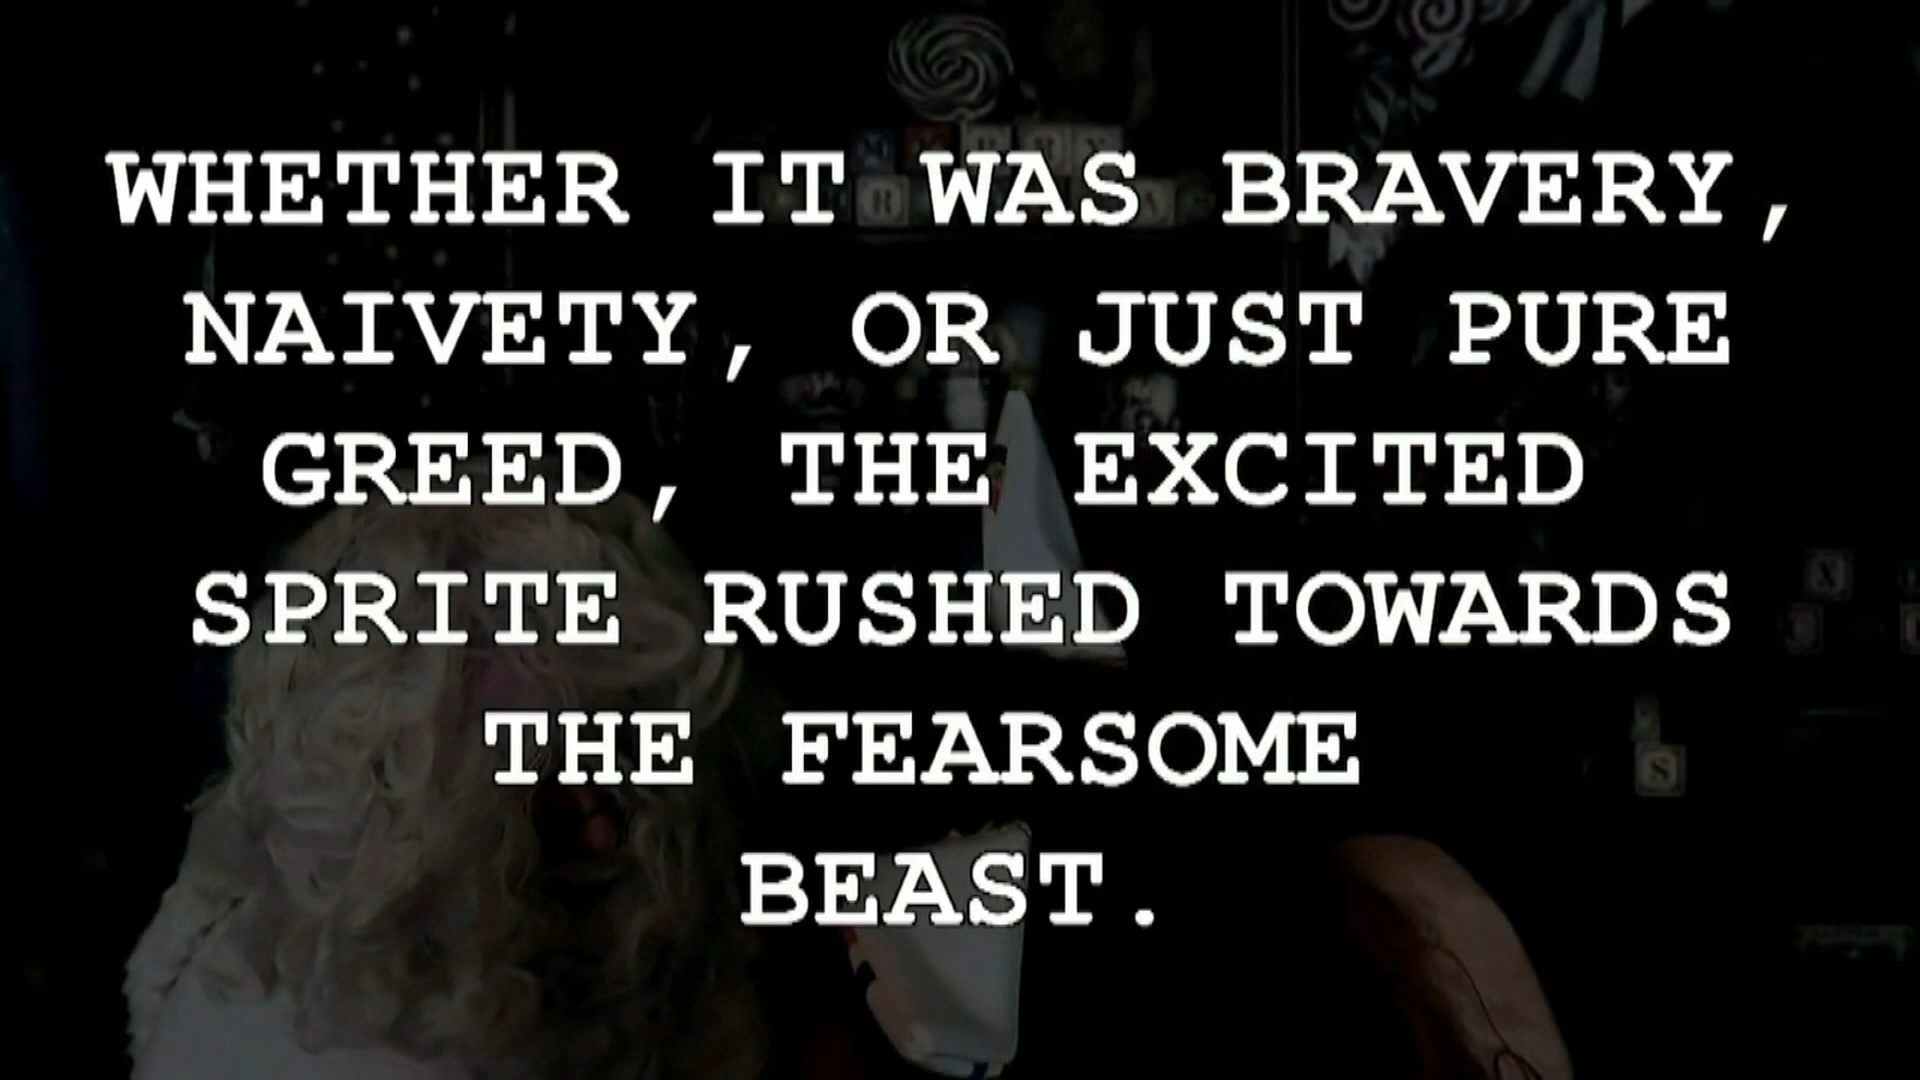 WHETHER IT WAS BRAVERY,
NAIVETY, OR JUST PURE
GREED, THE EXCITED
SPRITE RUSHED TOWARDS
THE FEARSOME
BEAST.